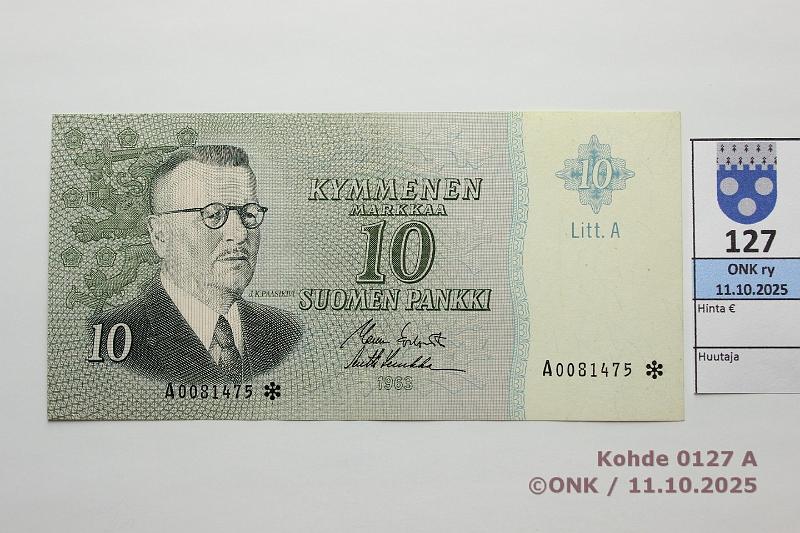 KYMMENEN
MARKKAA
10
SUOMEN PANKKI
J.K.PAASIKIVI
10
1963
A0081475 *
10
Litt. A
A0081475 *
127
ONK ry
11.10.2025
Hinta €
Huutaja
Kohde 0127 A
©ONK / 11.10.2025